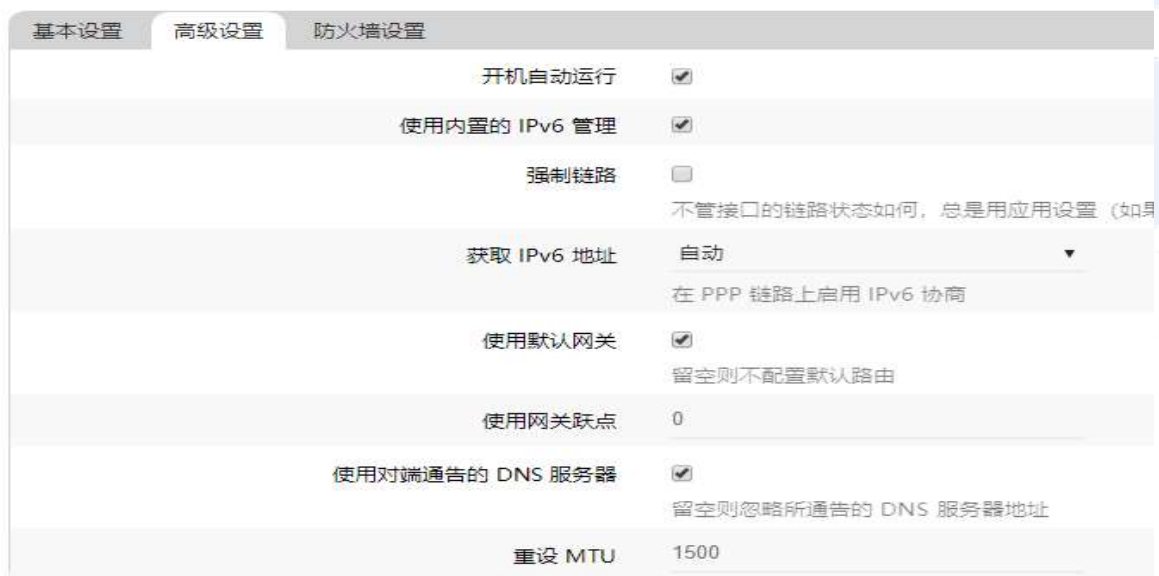 基本设置 高级设置 防火墙设置
开机自动运行
使用内置的 IPv6 管理
强制链路
不管接口的链路状态如何，总是用应用设置（如果
获取 IPv6 地址 自动
在 PPP 链路上启用 IPv6 协商
使用默认网关
留空则不配置默认路由
使用网关跃点 0
使用对端通告的 DNS 服务器
留空则忽略所通告的 DNS 服务器地址
重设 MTU 1500